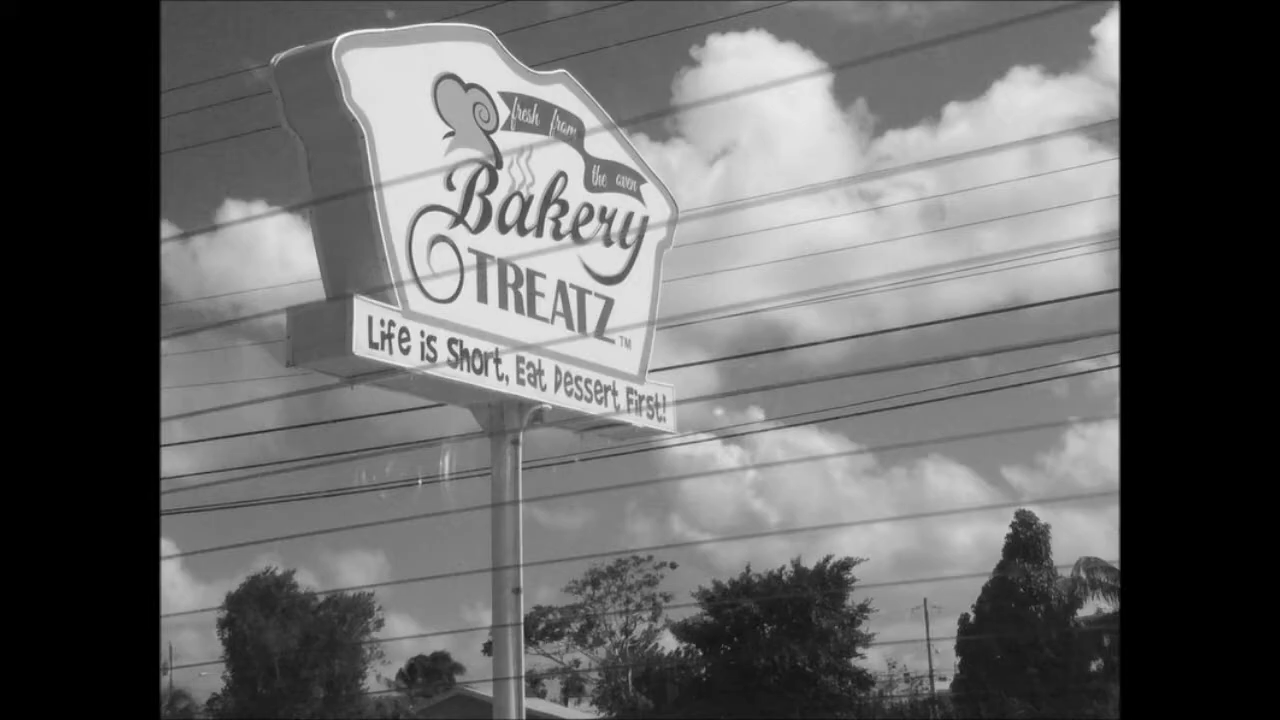 fresh from
the oven
Bakery
TREATZ
TM
Life is Short, Eat Dessert First!